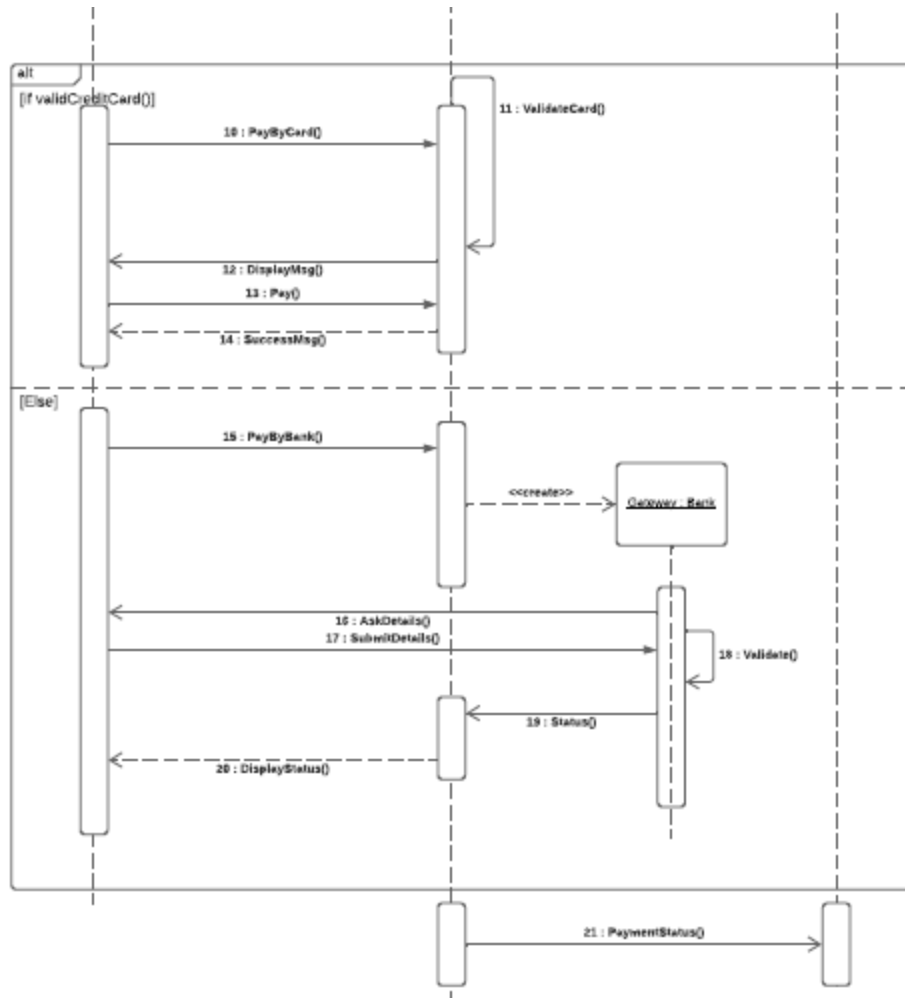 alt
[if validCreditCard()]
11 : ValidateCard()
10 : PayByCard()
12 : DisplayMsg()
13 : Pay()
14 : SuccessMsg()
[Else]
15 : PayByBank()
<<create>>
Gateway : Bank
16 : AskDetails()
17 : SubmitDetails()
18 : Validate()
19 : Status()
20 : DisplayStatus()
21 : PaymentStatus()